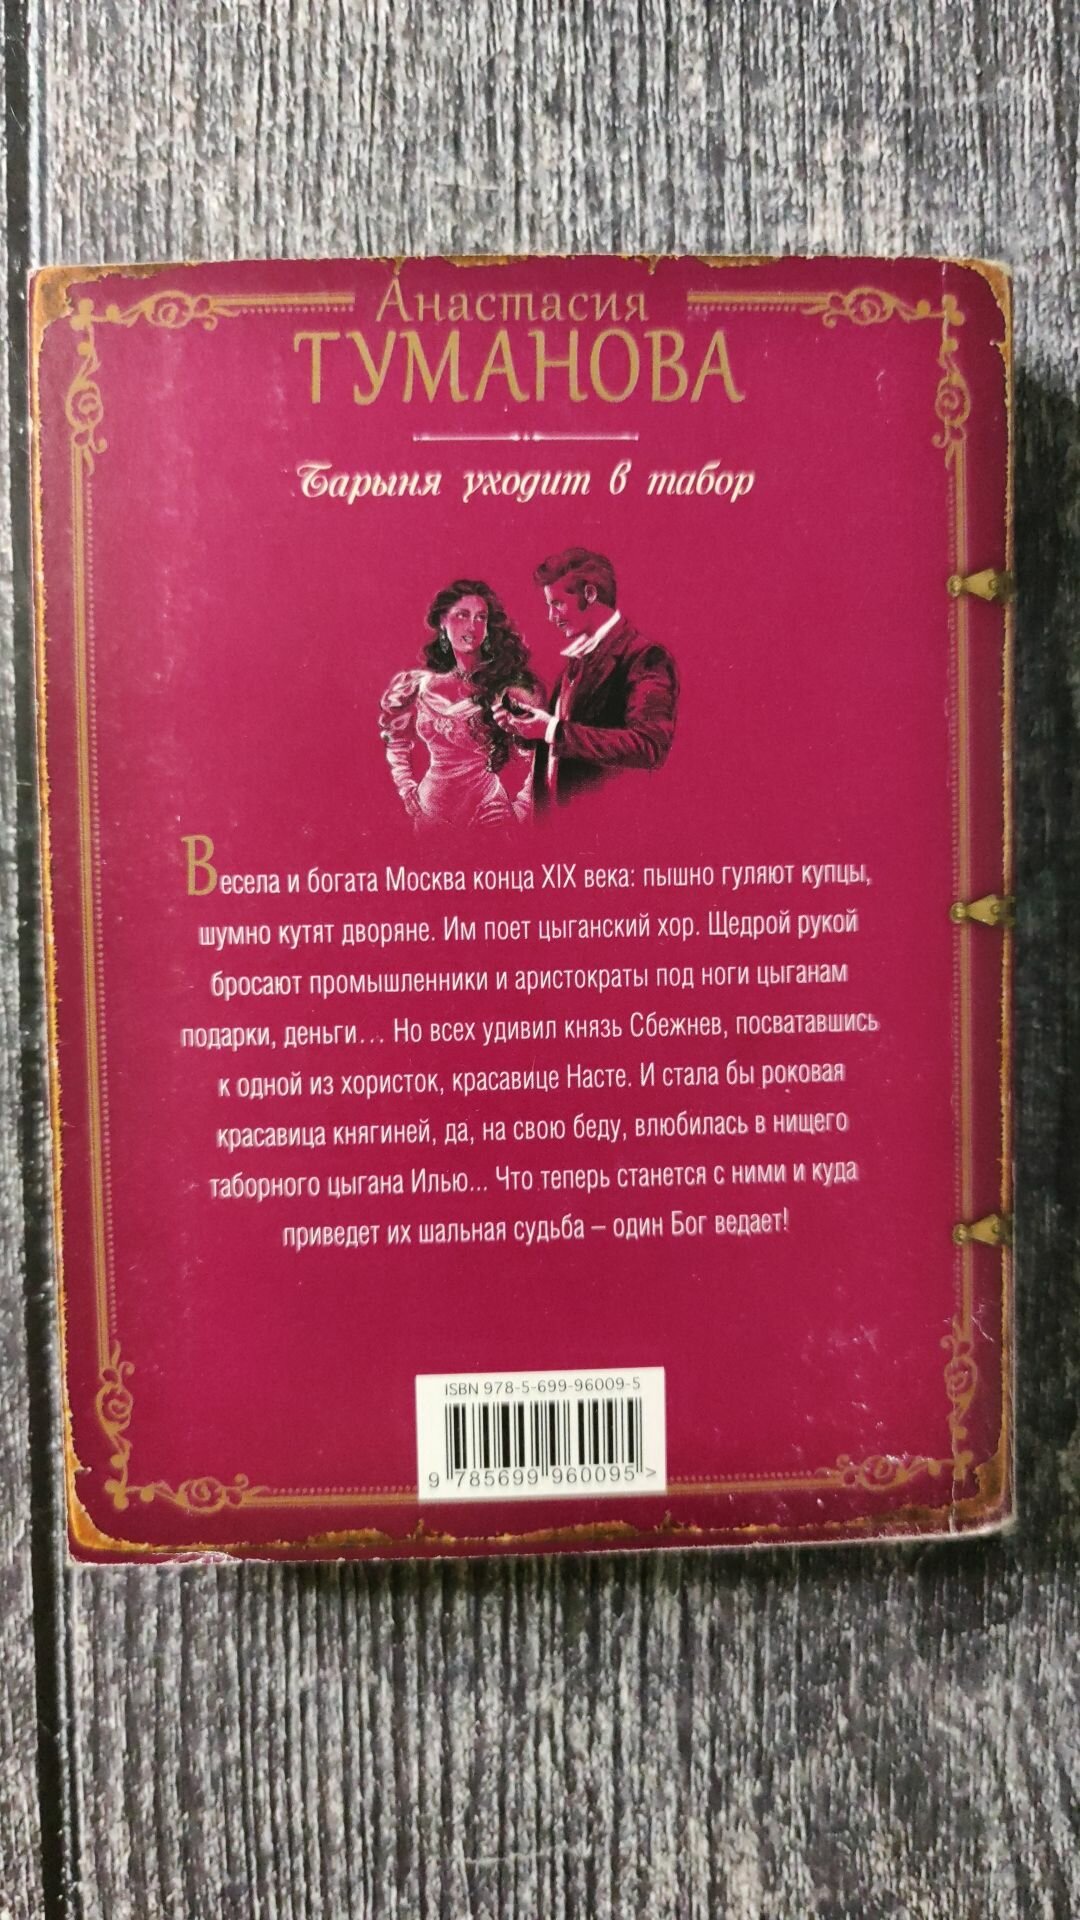 Анастасия
ТУМАНОВА
Барыня уходит в табор
Весела и богата Москва конца XIX века: пышно гуляют купцы,
шумно кутят дворяне. Им поет цыганский хор. Щедрой рукой
бросают промышленники и аристократы под ноги цыганам
подарки, деньги... Но всех удивил князь Сбежнев, посватавшись
к одной из хористок, красавице Насте. И стала бы роковая
красавица княгиней, да, на свою беду, влюбилась в нищего
таборного цыгана Илью... Что теперь станется с ними и куда
приведет их шальная судьба – один Бог ведает!
ISBN 978-5-699-96009-5
9 785699 960095 >